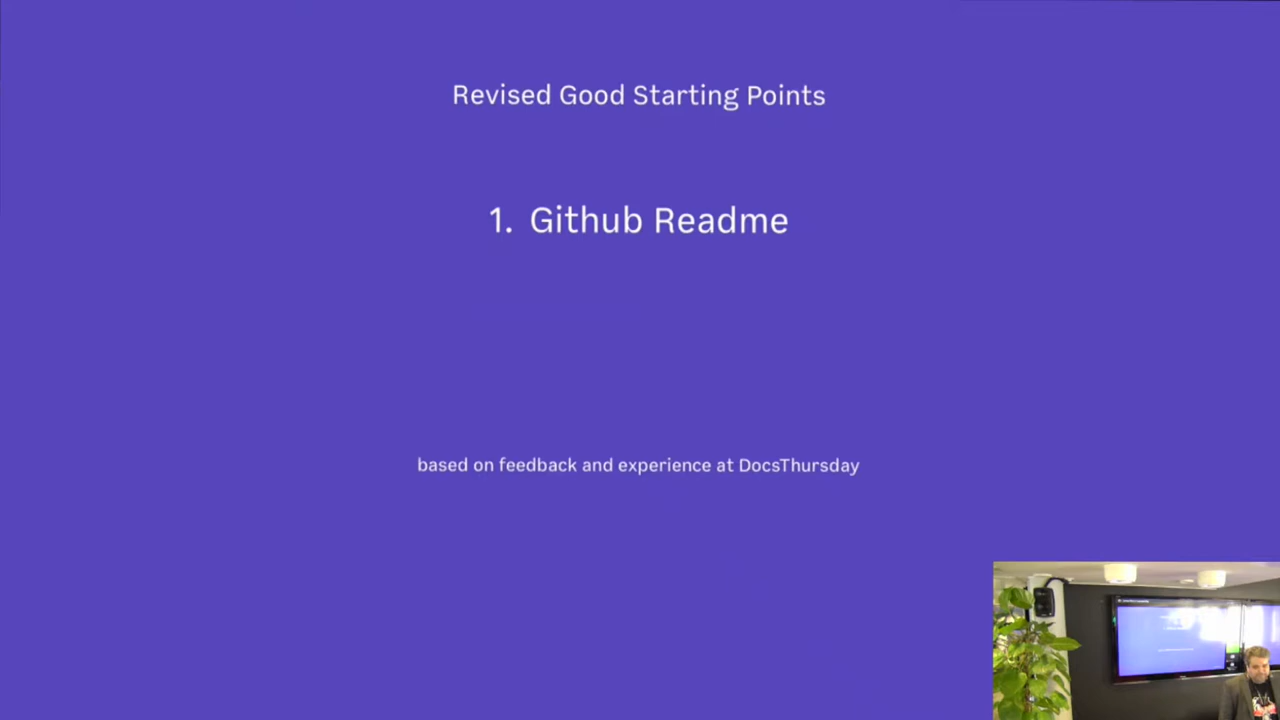 Revised Good Starting Points
1. Github Readme
based on feedback and experience at DocsThursday